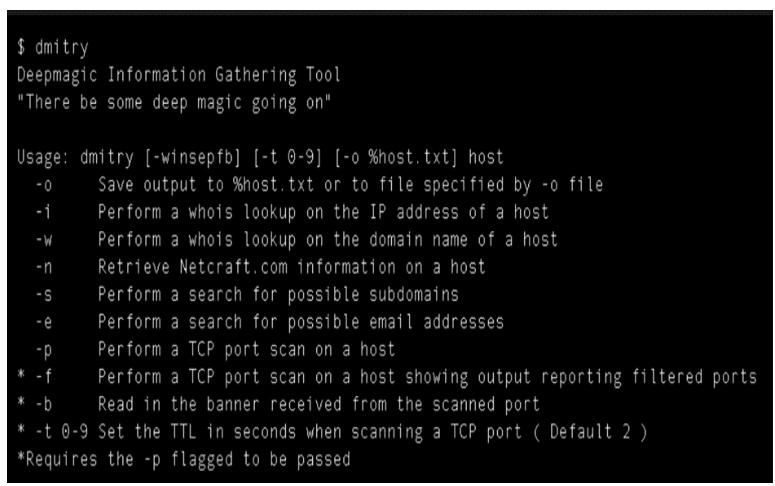 $ dmitry
Deepmagic Information Gathering Tool
"There be some deep magic going on"
Usage: dmitry [-winsepfb] [-t 0-9] [-o %host.txt] host
-o Save output to %host.txt or to file specified by -o file
-i Perform a whois lookup on the IP address of a host
-w Perform a whois lookup on the domain name of a host
-n Retrieve Netcraft.com information on a host
-s Perform a search for possible subdomains
-e Perform a search for possible email addresses
-p Perform a TCP port scan on a host
* -f Perform a TCP port scan on a host showing output reporting filtered ports
* -b Read in the banner received from the scanned port
* -t 0-9 Set the TTL in seconds when scanning a TCP port ( Default 2 )
*Requires the -p flagged to be passed